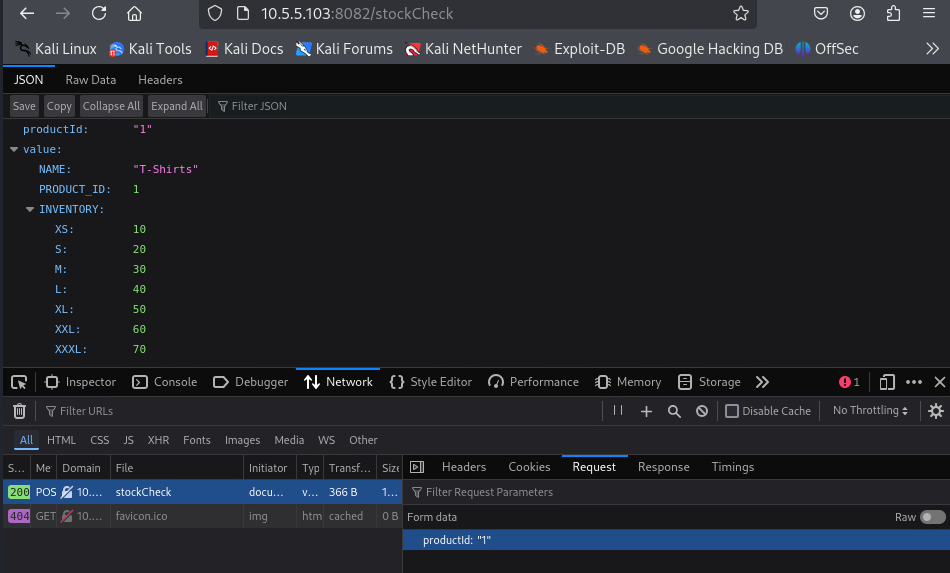 10.5.5.103:8082/stockCheck
Kali Linux Kali Tools Kali Docs Kali Forums Kali NetHunter Exploit-DB Google Hacking DB OffSec
JSON Raw Data Headers
Save Copy Collapse All Expand All Filter JSON
productId: "1"
value:
NAME: "T-Shirts"
PRODUCT_ID: 1
INVENTORY:
XS: 10
S: 20
M: 30
L: 40
XL: 50
XXL: 60
XXXL: 70
Inspector Console Debugger Network Style Editor Performance Memory Storage 1
Filter URLs Disable Cache No Throttling
All HTML CSS JS XHR Fonts Images Media WS Other
S... Me Domain File Initiator Typ Transf... Size Headers Cookies Request Response Timings
200 POS 10.... stockCheck docu... v... 366 B 1... Filter Request Parameters
404 GET 10.... favicon.ico img htm cached 0 B Form data Raw
productId: "1"